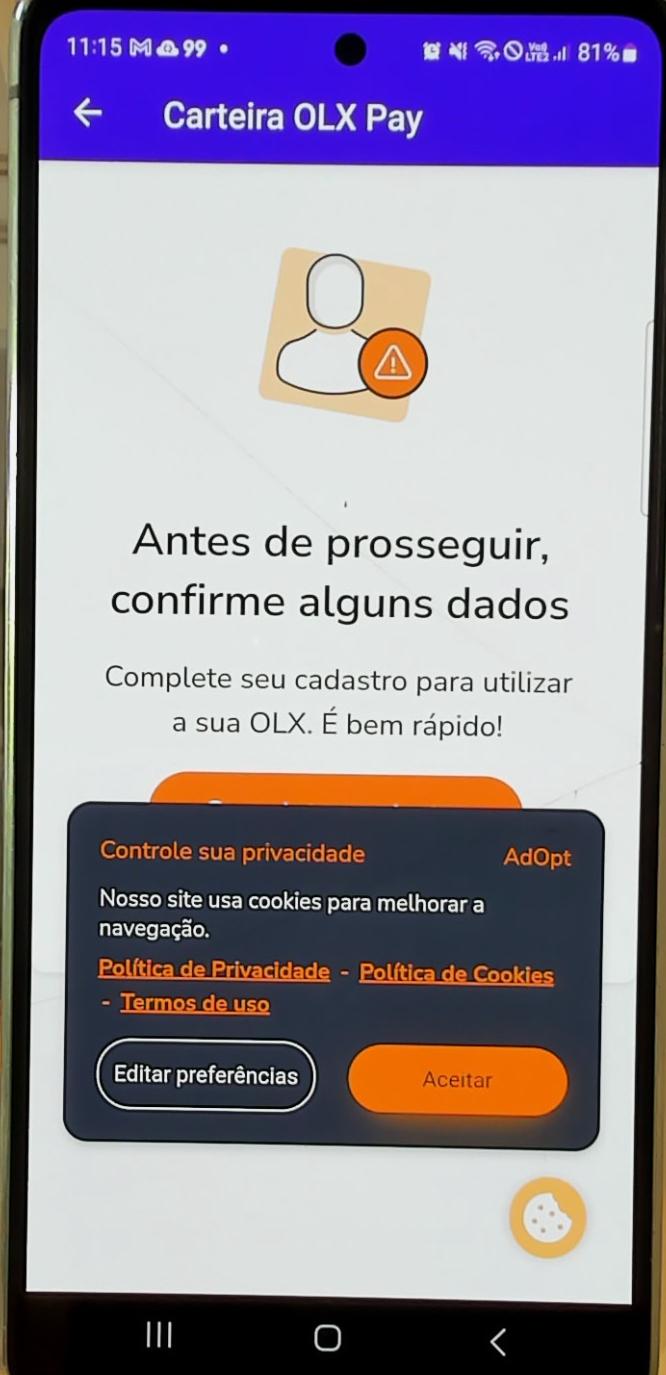 11:15 99 81%
Carteira OLX Pay
Antes de prosseguir,
confirme alguns dados
Complete seu cadastro para utilizar
a sua OLX. É bem rápido!
Controle sua privacidade AdOpt
Nosso site usa cookies para melhorar a
navegação.
Política de Privacidade - Política de Cookies
- Termos de uso
Editar preferências Aceitar